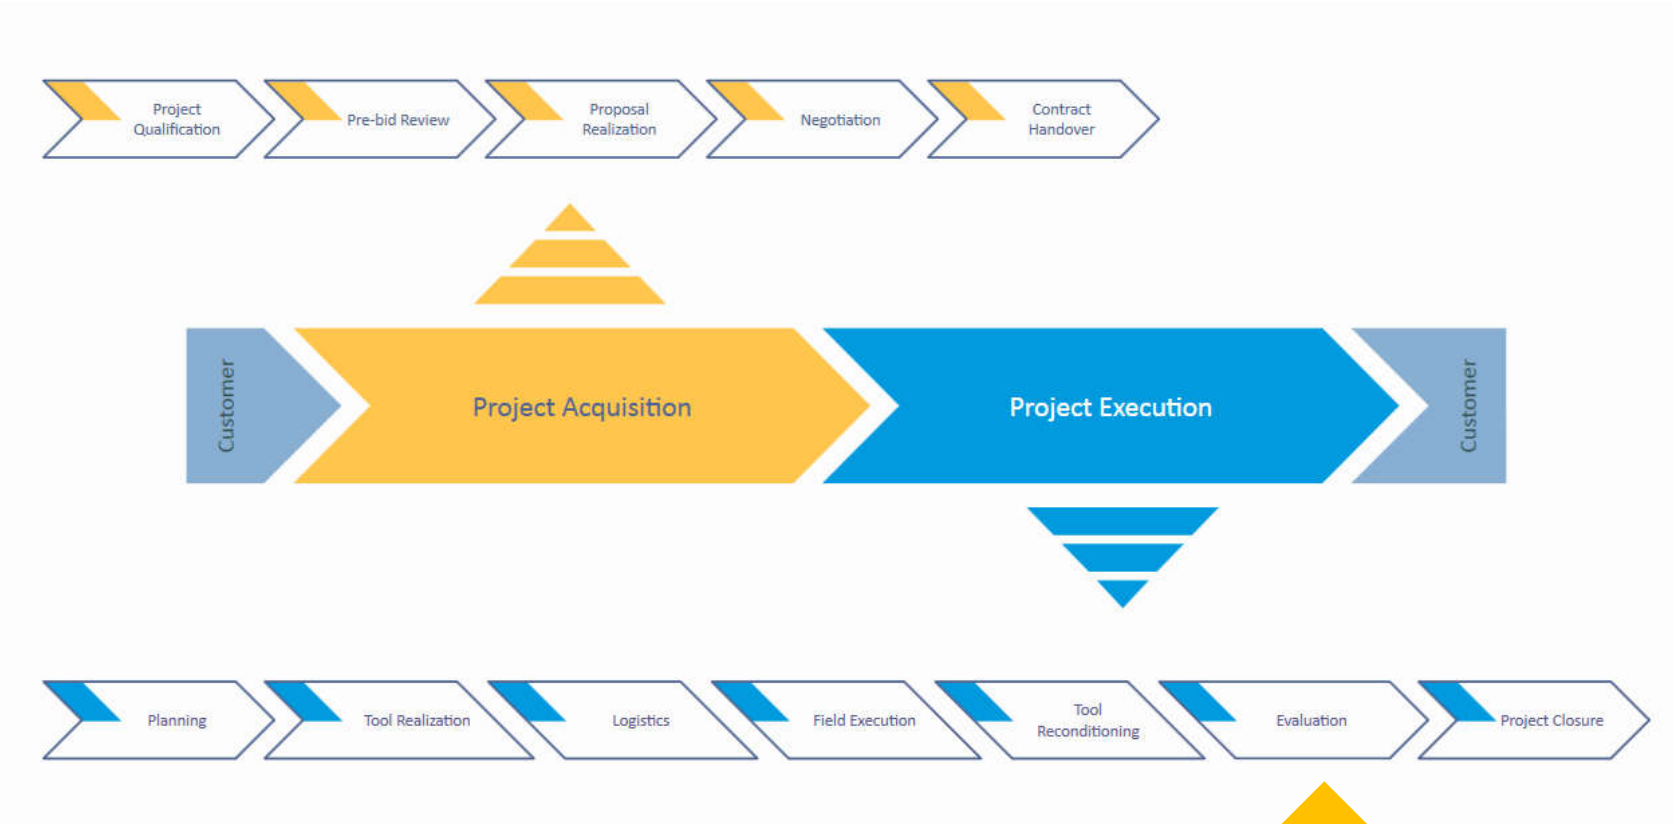 Project
Qualification
Pre-bid Review
Proposal
Realization
Negotiation
Contract
Handover
Customer
Project Acquisition
Project Execution
Customer
Planning
Tool Realization
Logistics
Field Execution
Tool
Reconditioning
Evaluation
Project Closure